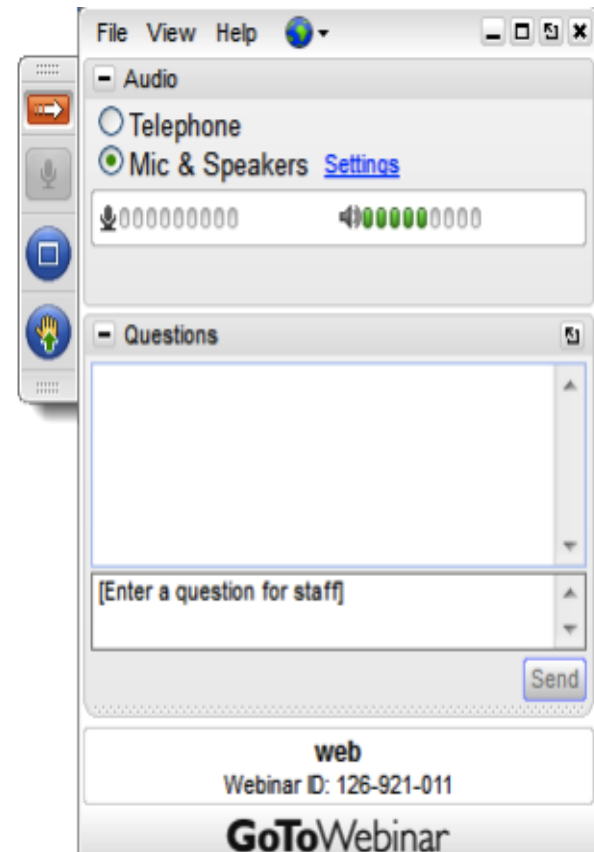 File View Help
Audio
Telephone
Mic & Speakers Settings
Questions
[Enter a question for staff]
Send
web
Webinar ID: 126-921-011
GoToWebinar